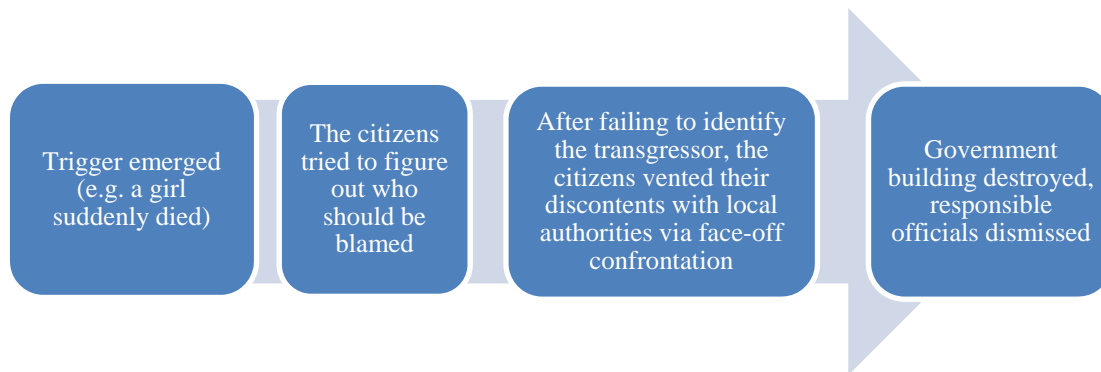 Trigger emerged
(e.g. a girl
suddenly died)
The citizens
tried to figure
out who
should be
blamed
After failing to identify
the transgressor, the
citizens vented their
discontents with local
authorities via face-off
confrontation
Government
building destroyed,
responsible
officials dismissed